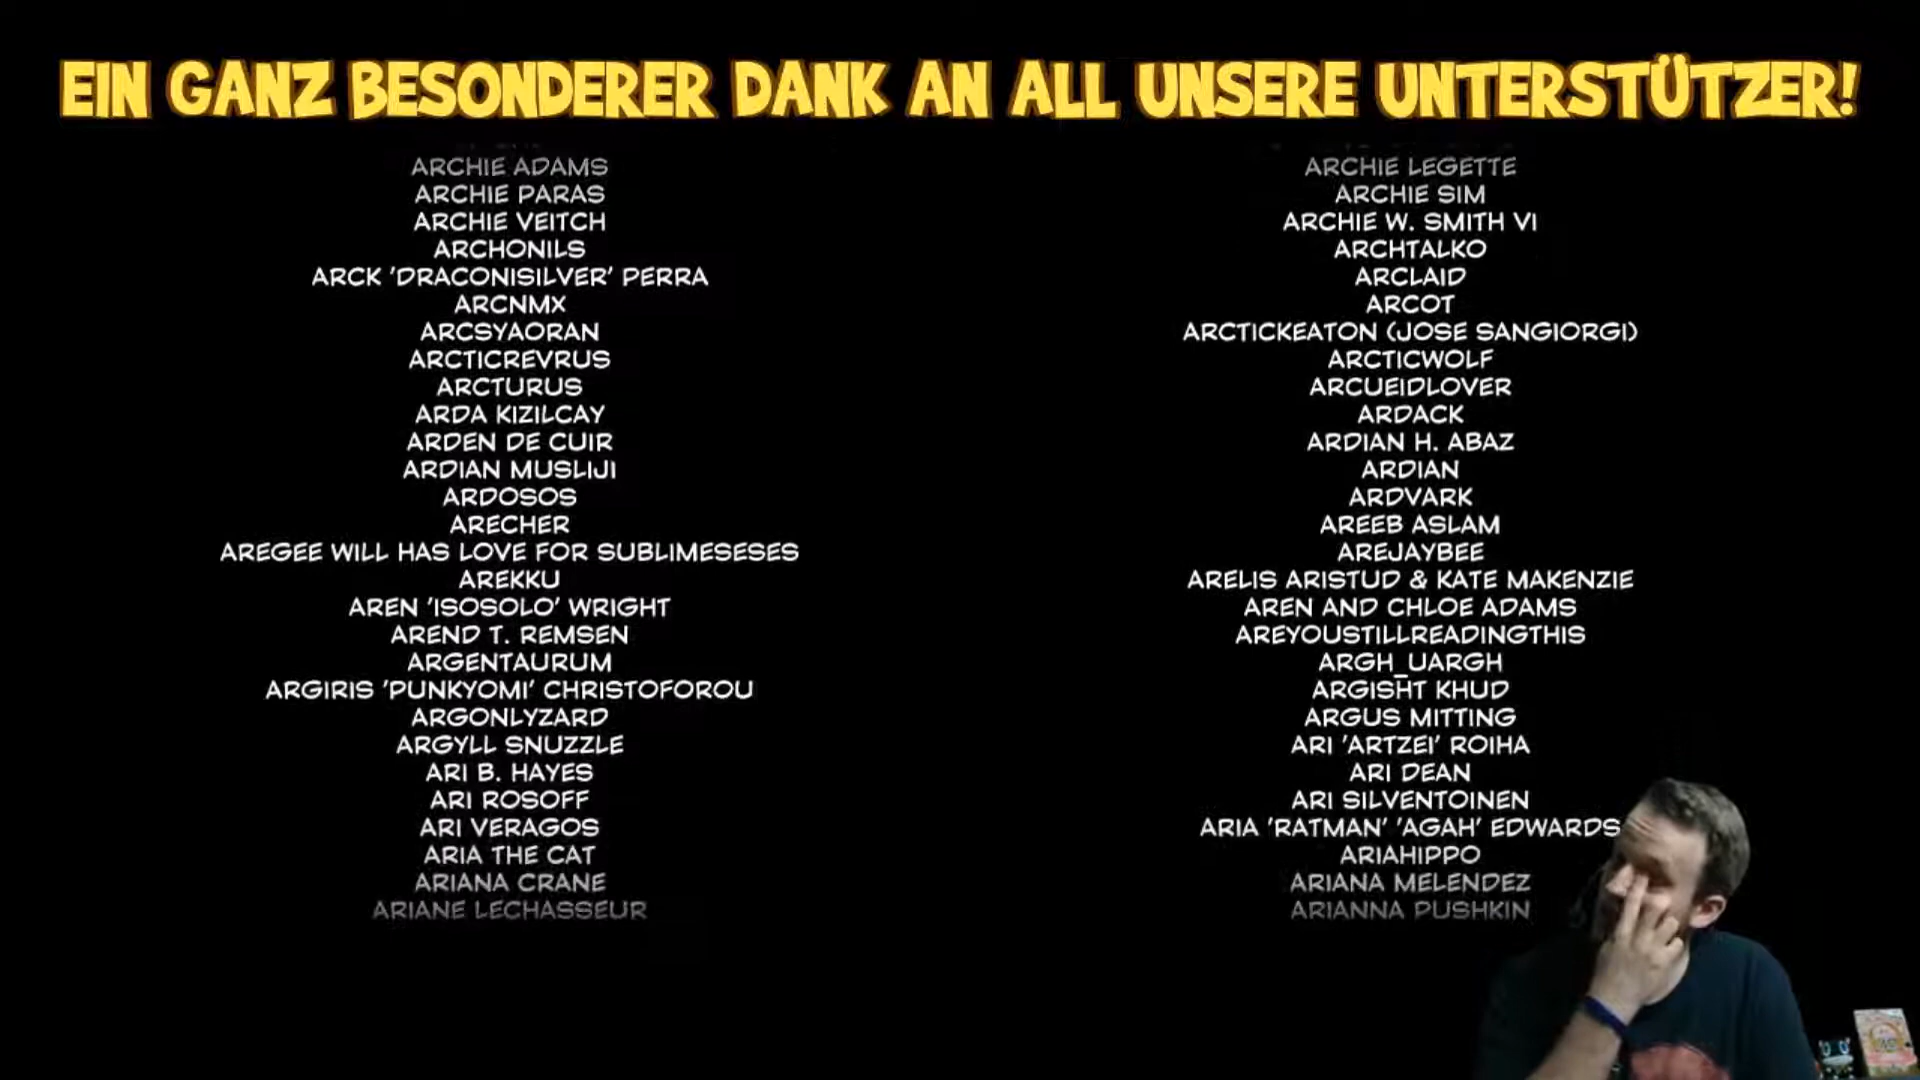 EIN GANZ BESONDERER DANK AN ALL UNSERE UNTERSTÜTZER!
ARCHIE ADAMS
ARCHIE PARAS
ARCHIE VEITCH
ARCHONILS
ARCK 'DRACONISILVER' PERRA
ARCNMX
ARCSYAORAN
ARCTICREVRUS
ARCTURUS
ARDA KIZILCAY
ARDEN DE CUIR
ARDIAN MUSLIJI
ARDOSOS
ARECHER
AREGEE WILL HAS LOVE FOR SUBLIMESESES
AREKKU
AREN 'ISOSOLO' WRIGHT
AREND T. REMSEN
ARGENTAURUM
ARGIRIS 'PUNKYOMI' CHRISTOFOROU
ARGONLYZARD
ARGYLL SNUZZLE
ARI B. HAYES
ARI ROSOFF
ARI VERAGOS
ARIA THE CAT
ARIANA CRANE
ARIANE LECHASSEUR
ARCHIE LEGETTE
ARCHIE SIM
ARCHIE W. SMITH VI
ARCHTALKO
ARCLAID
ARCOT
ARCTICKEATON (JOSE SANGIORGI)
ARCTICWOLF
ARCUEIDLOVER
ARDACK
ARDIAN H. ABAZ
ARDIAN
ARDVARK
AREEB ASLAM
AREJAYBEE
ARELIS ARISTUD & KATE MAKENZIE
AREN AND CHLOE ADAMS
AREYOUSTILLREADINGTHIS
ARGH_UARGH
ARGISHT KHUD
ARGUS MITTING
ARI 'ARTZEI' ROIHA
ARI DEAN
ARI SILVENTOINEN
ARIA 'RATMAN' 'AGAH' EDWARDS
ARIAHIPPO
ARIANA MELENDEZ
ARIANNA PUSHKIN